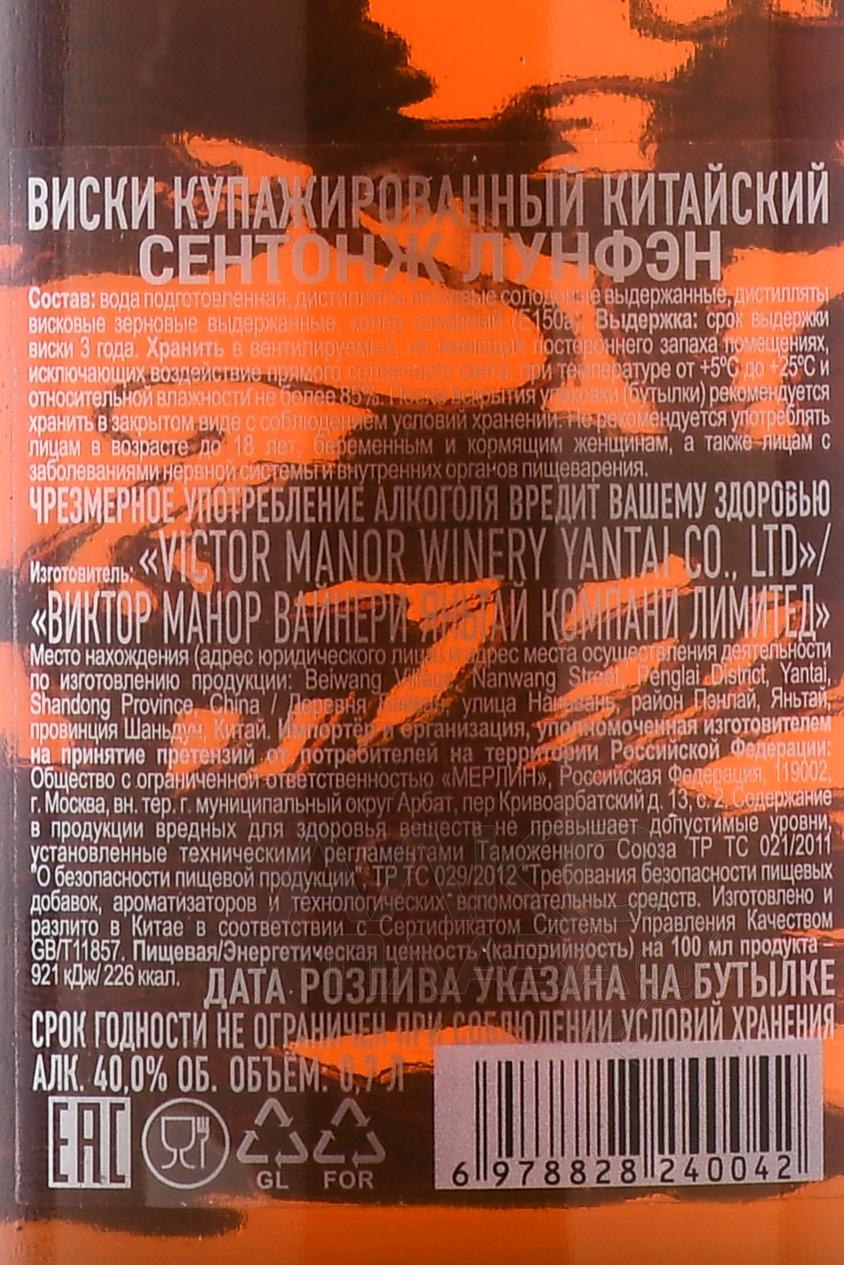 ВИСКИ КУПАЖИРОВАННЫЙ КИТАЙСКИЙ
СЕНТОНЖ ЛУНФЭН
Состав: вода подготовленная, дистилляты висковые солодовые выдержанные, дистилляты
висковые зерновые выдержанные, колер сахарный (Е150а). Выдержка: срок выдержки
виски 3 года. Хранить в вентилируемых, не имеющих постороннего запаха помещениях,
исключающих воздействие прямого солнечного света, при температуре от +5ºС до +25ºС и
относительной влажности не более 85%. После вскрытия упаковки (бутылки) рекомендуется
хранить в закрытом виде с соблюдением условий хранения. Не рекомендуется употреблять
лицам в возрасте до 18 лет, беременным и кормящим женщинам, а также лицам с
заболеваниями нервной системы и внутренних органов пищеварения.
ЧРЕЗМЕРНОЕ УПОТРЕБЛЕНИЕ АЛКОГОЛЯ ВРЕДИТ ВАШЕМУ ЗДОРОВЬЮ
Изготовитель: «VICTOR MANOR WINERY YANTAI CO., LTD»/
«ВИКТОР МАНОР ВАЙНЕРИ ЯНЬТАЙ КОМПАНИ ЛИМИТЕД»
Место нахождения (адрес юридического лица) и адрес места осуществления деятельности
по изготовлению продукции: Beiwang Village, Nanwang Street, Penglai District, Yantai,
Shandong Province, China / Деревня улица район Пэнлай, Яньтай,
провинция Шаньдун, Китай. Импортёр и организация, уполномоченная изготовителем
на принятие претензий от потребителей на территории Российской Федерации:
Общество с ограниченной ответственностью «МЕРЛИН», Российская Федерация, 119002,
г. Москва, вн. тер. г. муниципальный округ Арбат, пер Кривоарбатский д. 13, с. 2. Содержание
в продукции вредных для здоровья веществ не превышает допустимые уровни,
установленные техническими регламентами Таможенного Союза ТР ТС 021/2011
"О безопасности пищевой продукции", ТР ТС 029/2012 "Требования безопасности пищевых
добавок, ароматизаторов и технологических вспомогательных средств. Изготовлено и
разлито в Китае в соответствии с Сертификатом Системы Управления Качеством
GB/T11857. Пищевая/Энергетическая ценность (калорийность) на 100 мл продукта –
921 кДж/ 226 ккал.
ДАТА РОЗЛИВА УКАЗАНА НА БУТЫЛКЕ
СРОК ГОДНОСТИ НЕ ОГРАНИЧЕН ПРИ СОБЛЮДЕНИИ УСЛОВИЙ ХРАНЕНИЯ
АЛК. 40,0% ОБ. ОБЪЁМ: 0,7 Л
EAC
GL
FOR
6 978828 240042